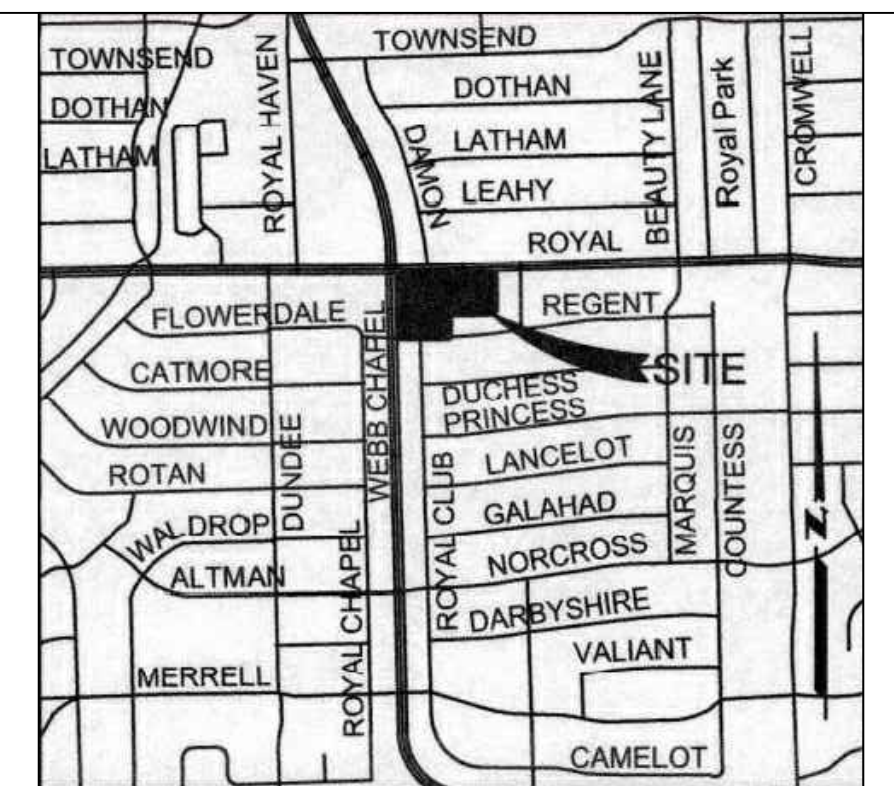 TOWNSEND
TOWNSEND
DOTHAN
DOTHAN
LATHAM
LATHAM
LEAHY
ROYAL HAVEN
DAMON
BEAUTY LANE
Royal Park
CROMWELL
ROYAL
FLOWERDALE
REGENT
CATMORE
SITE
DUCHESS
PRINCESS
WOODWIND
DUNDEE
WEBB CHAPEL
ROTAN
LANCELOT
MARQUIS
COUNTESS
GALAHAD
ROYAL CLUB
WALDROP
NORCROSS
N
ALTMAN
ROYAL CHAPEL
DARBYSHIRE
VALIANT
MERRELL
CAMELOT